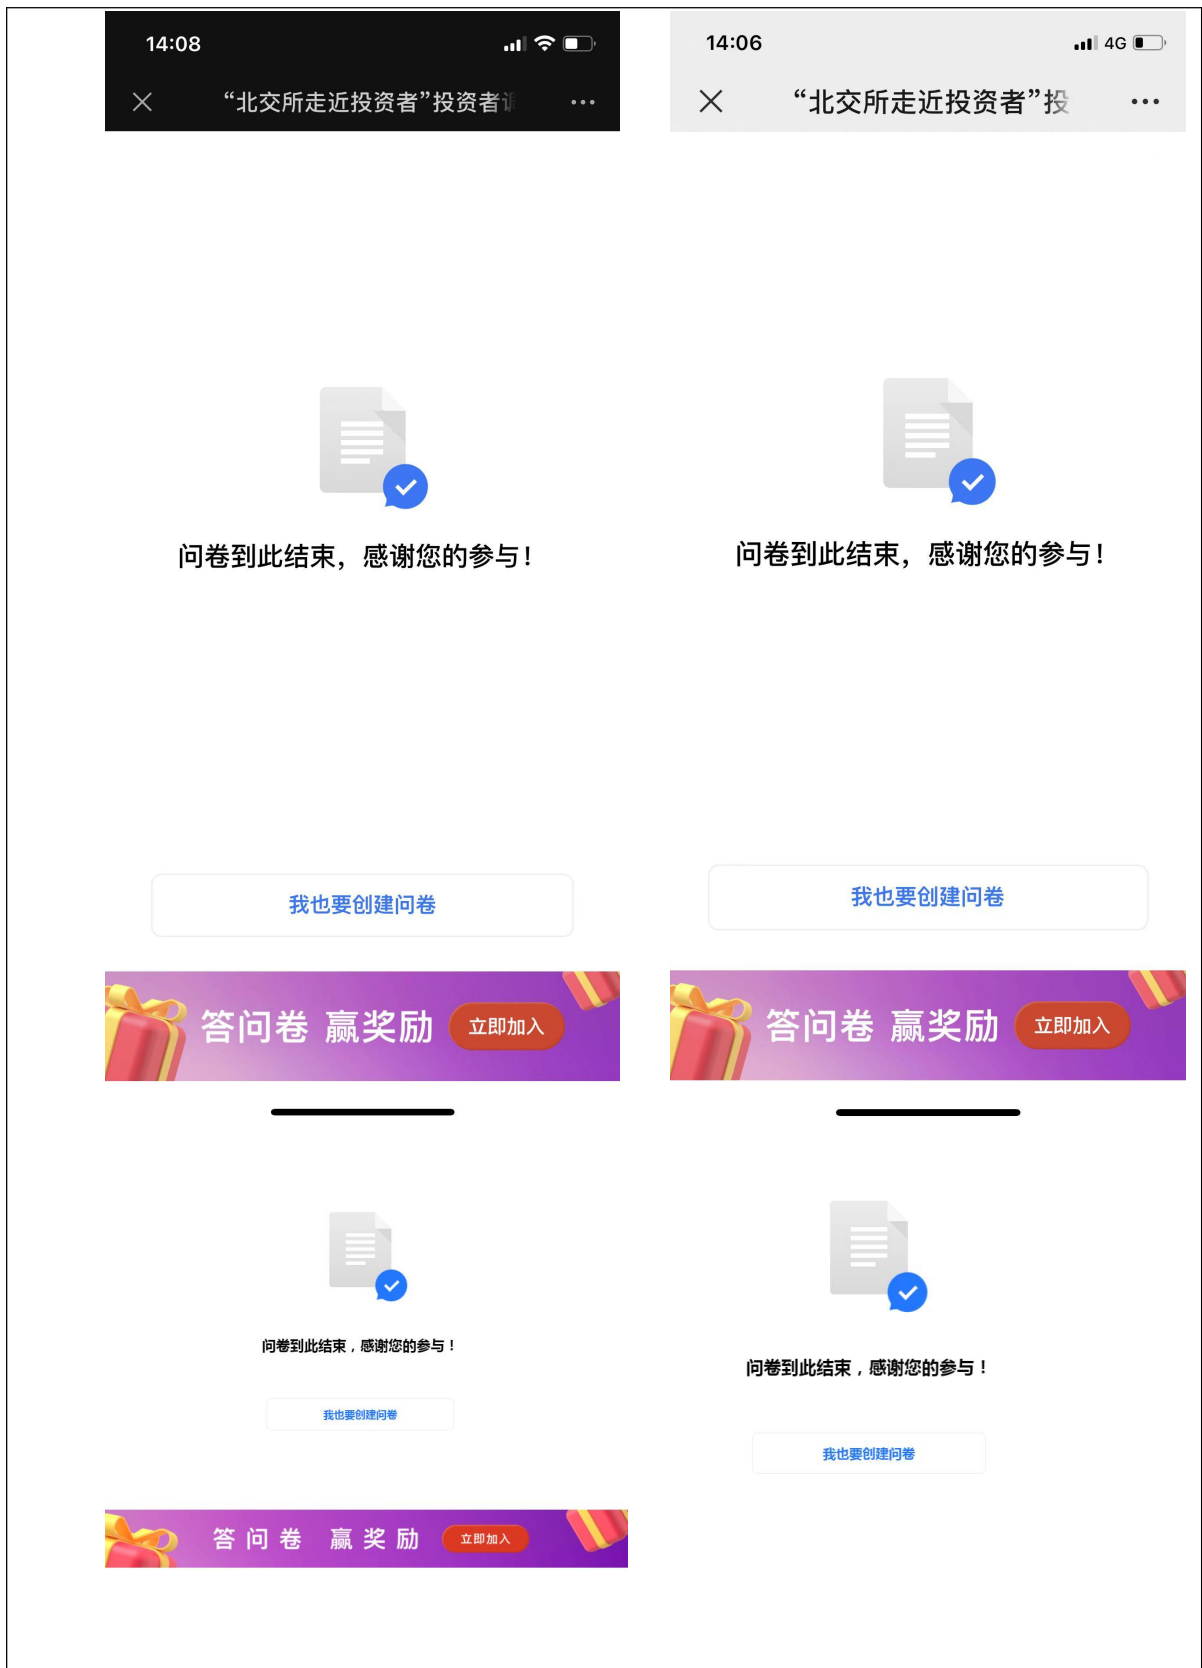 14:08
“北交所走近投资者”投资者调
问卷到此结束，感谢您的参与！
我也要创建问卷
答问卷 赢奖励 立即加入
14:06 4G
“北交所走近投资者”投
问卷到此结束，感谢您的参与！
我也要创建问卷
答问卷 赢奖励 立即加入
问卷到此结束，感谢您的参与！
我也要创建问卷
答问卷 赢奖励 立即加入
问卷到此结束，感谢您的参与！
我也要创建问卷